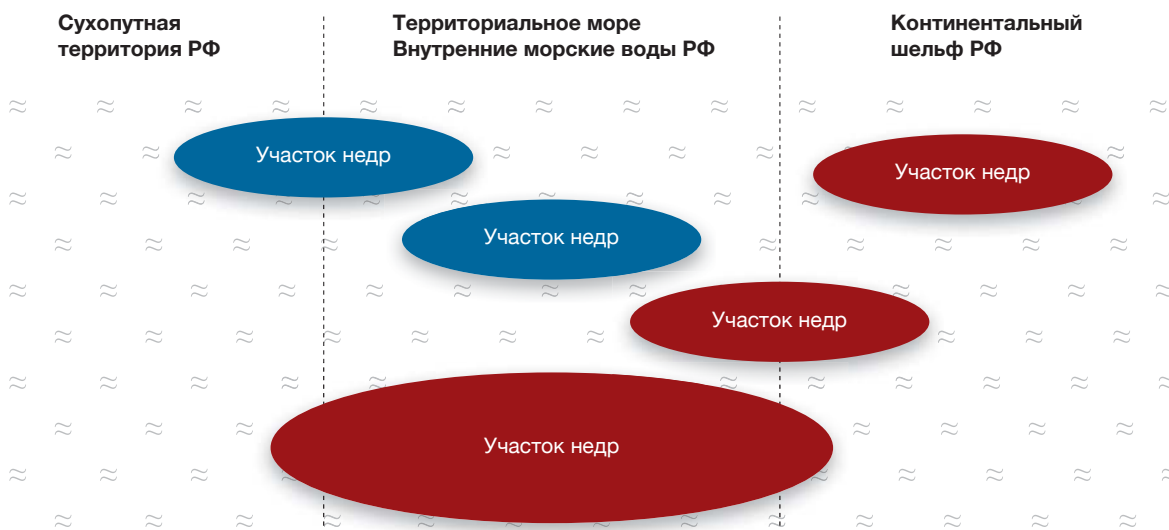 Сухопутная
территория РФ
Территориальное море
Внутренние морские воды РФ
Континентальный
шельф РФ
Участок недр
Участок недр
Участок недр
Участок недр
Участок недр